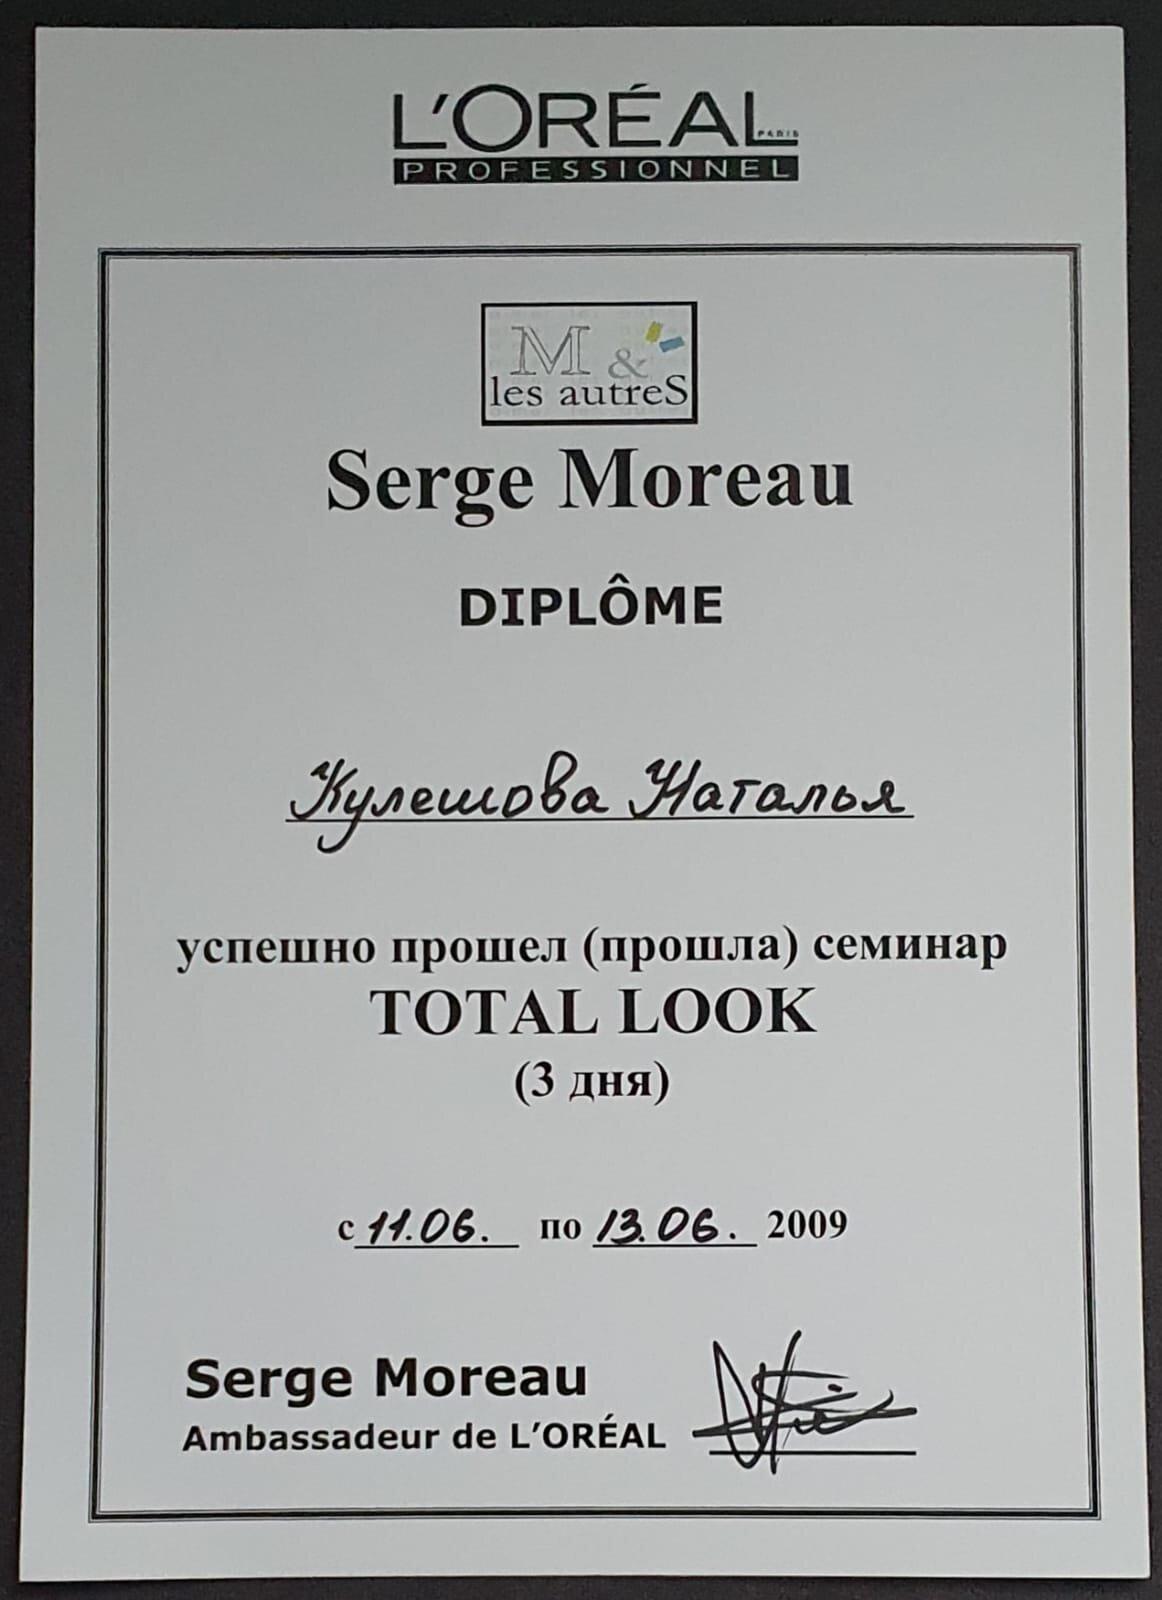 L'ORÉAL
PARIS
PROFESSIONNEL
M &
les autreS
Serge Moreau
DIPLÔME
Кулешова Наталья
успешно прошел (прошла) семинар
TOTAL LOOK
(3 дня)
с 11.06. по 13.06. 2009
Serge Moreau
Ambassadeur de L'ORÉAL